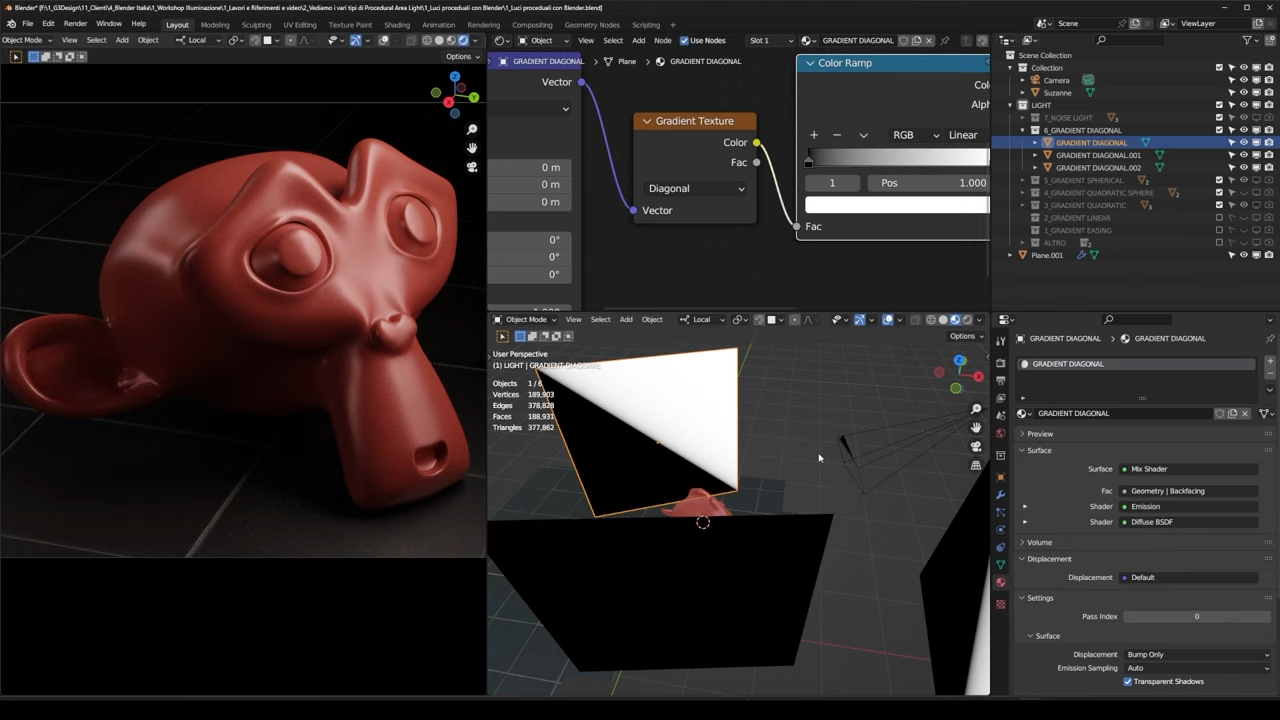 Blender* [F:\1_G3Design\11_Clienti\4_Blender Italia\1_Workshop Illuminazione\1_Lavori e Riferimenti e video\2_Vediamo i vari tipi di Procedural Area Light\1_Luci proceduali con Blender\1_Luci proceduali con Blender.blend]
File Edit Render Window Help Layout Modeling Sculpting UV Editing Texture Paint Shading Animation Rendering Compositing Geometry Nodes Scripting + Scene ViewLayer
Object Mode View Select Add Object Local
Options
Object View Select Add Node Use Nodes Slot 1 GRADIENT DIAGONAL
GRADIENT DIAGONAL Plane GRADIENT DIAGONAL
Vector
0 m
0 m
0 m
0°
0°
0°
Gradient Texture
Color
Fac
Diagonal
Vector
Color Ramp
RGB Linear
1 Pos 1.000
Fac
Scene Collection
Collection
Camera
Suzanne
LIGHT
7_NOISE LIGHT
6_GRADIENT DIAGONAL
GRADIENT DIAGONAL
GRADIENT DIAGONAL.001
GRADIENT DIAGONAL.002
5_GRADIENT SPHERICAL
4_GRADIENT QUADRATIC SPHERE
3_GRADIENT QUADRATIC
2_GRADIENT LINEAR
1_GRADIENT EASING
ALTRO
Plane.001
Object Mode View Select Add Object Local
Options
User Perspective
(1) LIGHT | GRADIENT DIAGONAL
Objects 1/6
Vertices 189,903
Edges 378,828
Faces 188,931
Triangles 377,862
GRADIENT DIAGONAL GRADIENT DIAGONAL
GRADIENT DIAGONAL
GRADIENT DIAGONAL
Preview
Surface
Surface Mix Shader
Fac Geometry | Backfacing
Shader Emission
Shader Diffuse BSDF
Volume
Displacement
Displacement Default
Settings
Pass Index 0
Surface
Displacement Bump Only
Emission Sampling Auto
Transparent Shadows